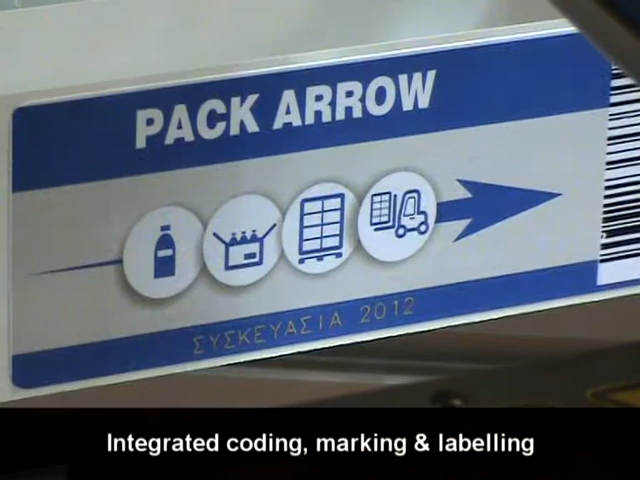 PACK ARROW
ΣΥΣΚΕΥΑΣΙΑ 2012
Integrated coding, marking & labelling